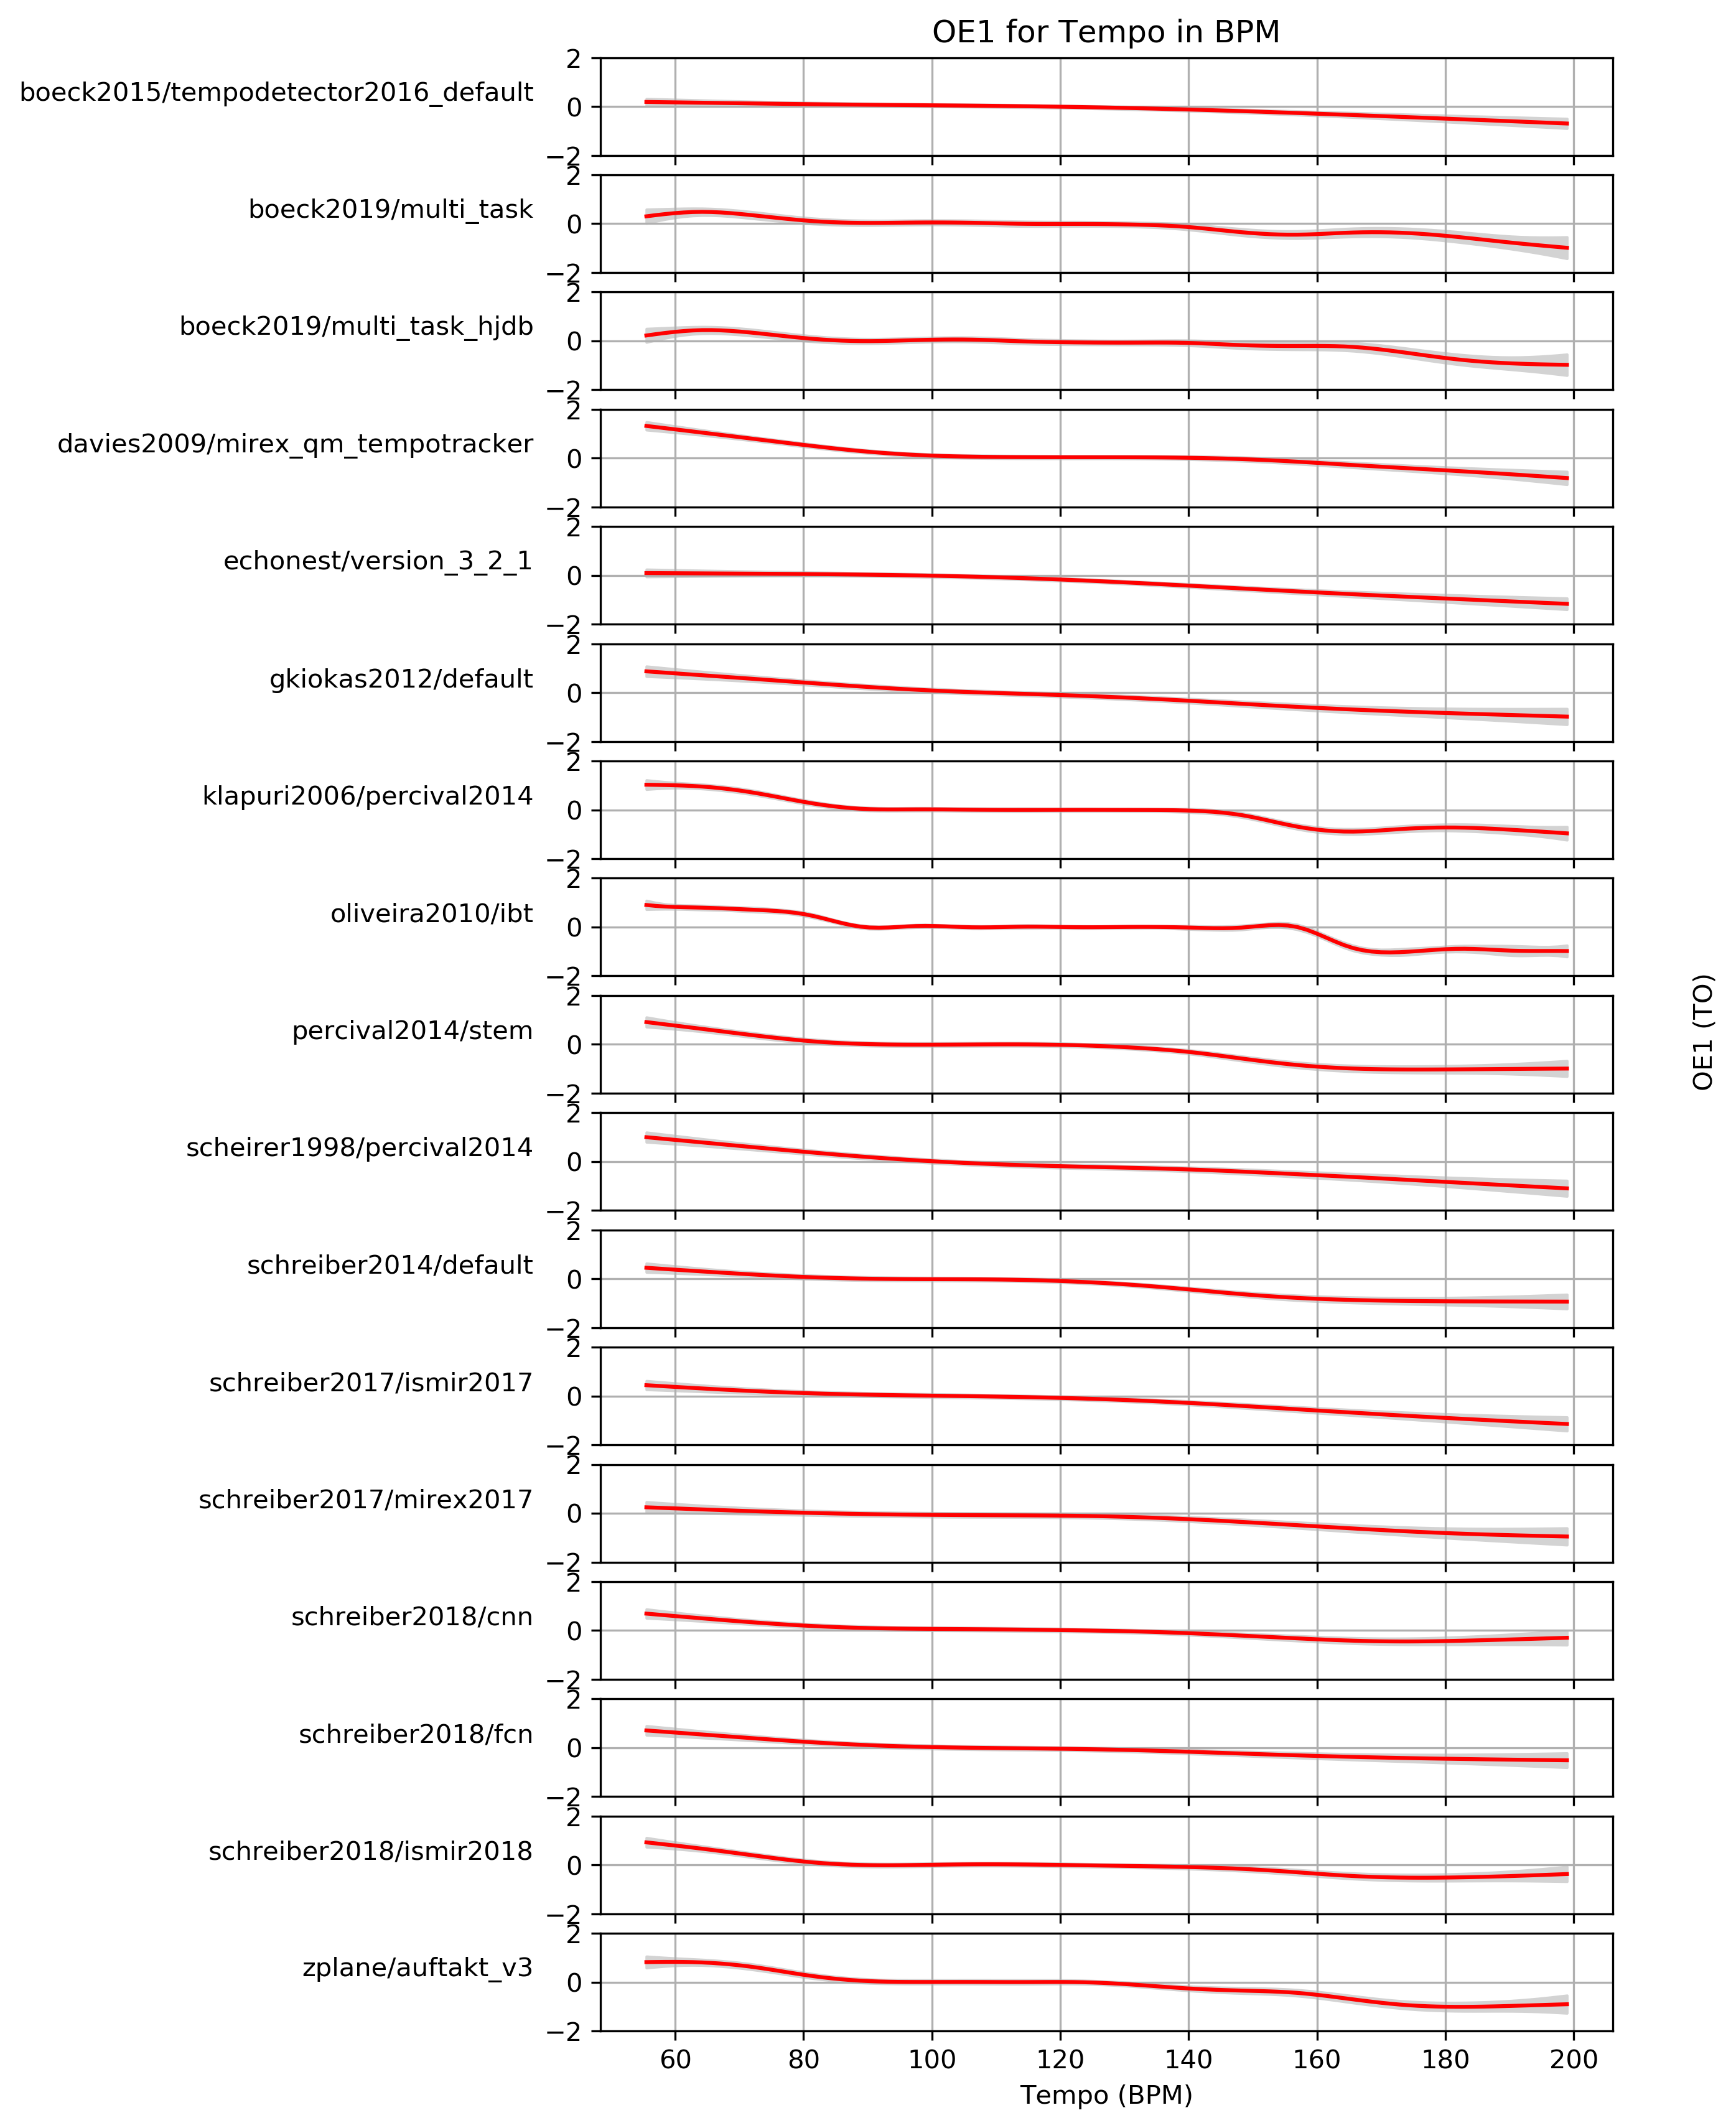 OE1 for Tempo in BPM
boeck2015/tempodetector2016_default
2
0
−2
boeck2019/multi_task
2
0
−2
boeck2019/multi_task_hjdb
2
0
−2
davies2009/mirex_qm_tempotracker
2
0
−2
echonest/version_3_2_1
2
0
−2
gkiokas2012/default
2
0
−2
klapuri2006/percival2014
2
0
−2
oliveira2010/ibt
2
0
−2
percival2014/stem
2
0
−2
scheirer1998/percival2014
2
0
−2
schreiber2014/default
2
0
−2
schreiber2017/ismir2017
2
0
−2
schreiber2017/mirex2017
2
0
−2
schreiber2018/cnn
2
0
−2
schreiber2018/fcn
2
0
−2
schreiber2018/ismir2018
2
0
−2
zplane/auftakt_v3
2
0
−2
60 80 100 120 140 160 180 200
Tempo (BPM)
OE1 (TO)